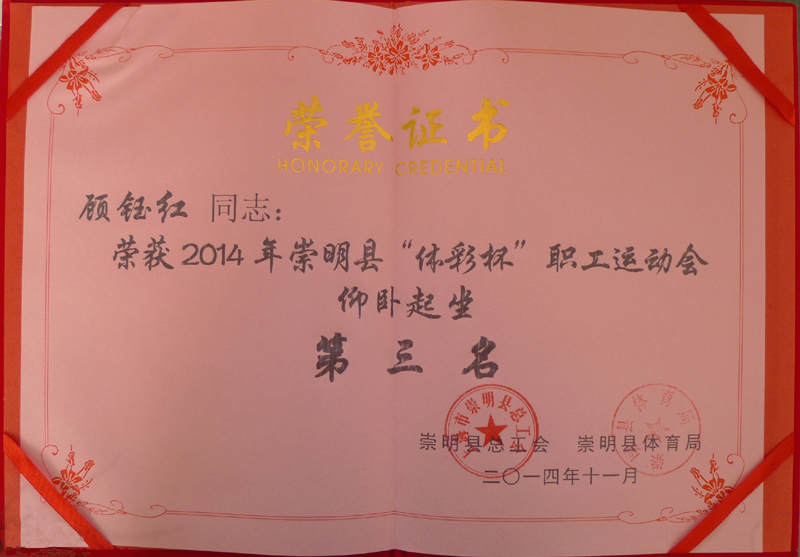 荣誉证书
HONORARY CREDENTIAL
顾钰红 同志：
荣获2014年崇明县“体彩杯”职工运动会
仰卧起坐
第三名
崇明县总工会 崇明县体育局
二〇一四年十一月